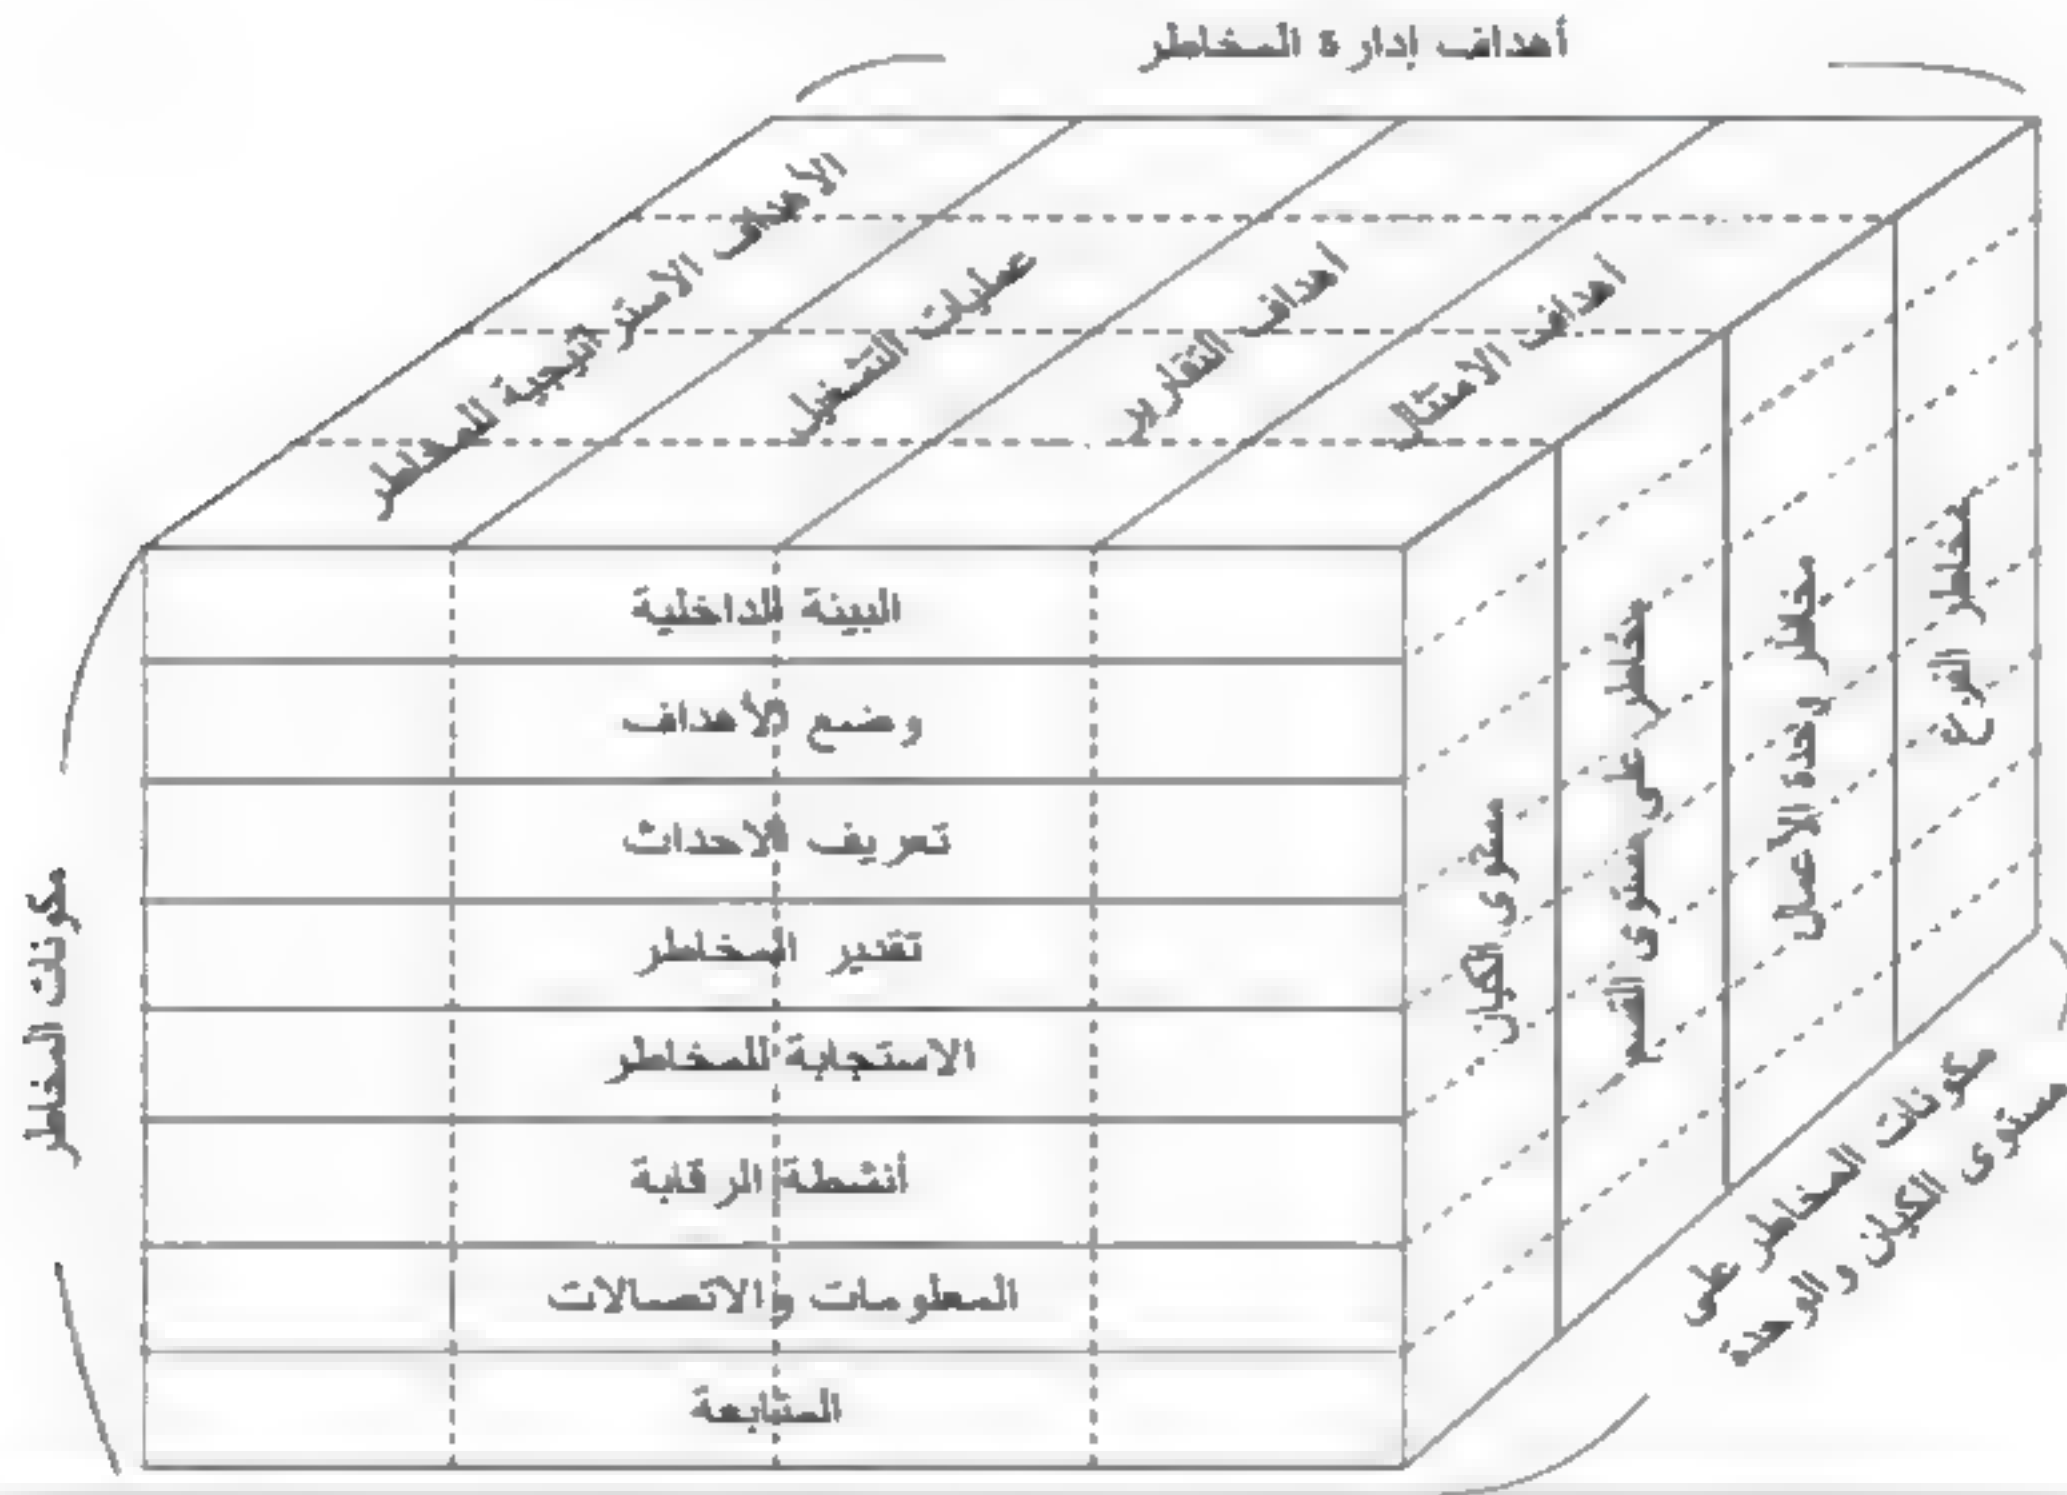 أهداف إدارة المخاطر
الأهداف الاستراتيجية للمخاطر
عمليات التشغيل
أهداف التقارير
أهداف الامتثال
مكونات المخاطر
البيئة الداخلية
وضع الأهداف
تعريف الاحداث
تقدير المخاطر
الاستجابة للمخاطر
أنشطة الرقابة
المعلومات والاتصالات
المتابعة
مستوى الكيان
مخاطر على مستوى القسم
مخاطر وحدة الاعمال
مخاطر الفرع
مكونات المخاطر على
مستوى الكيان والوحدة